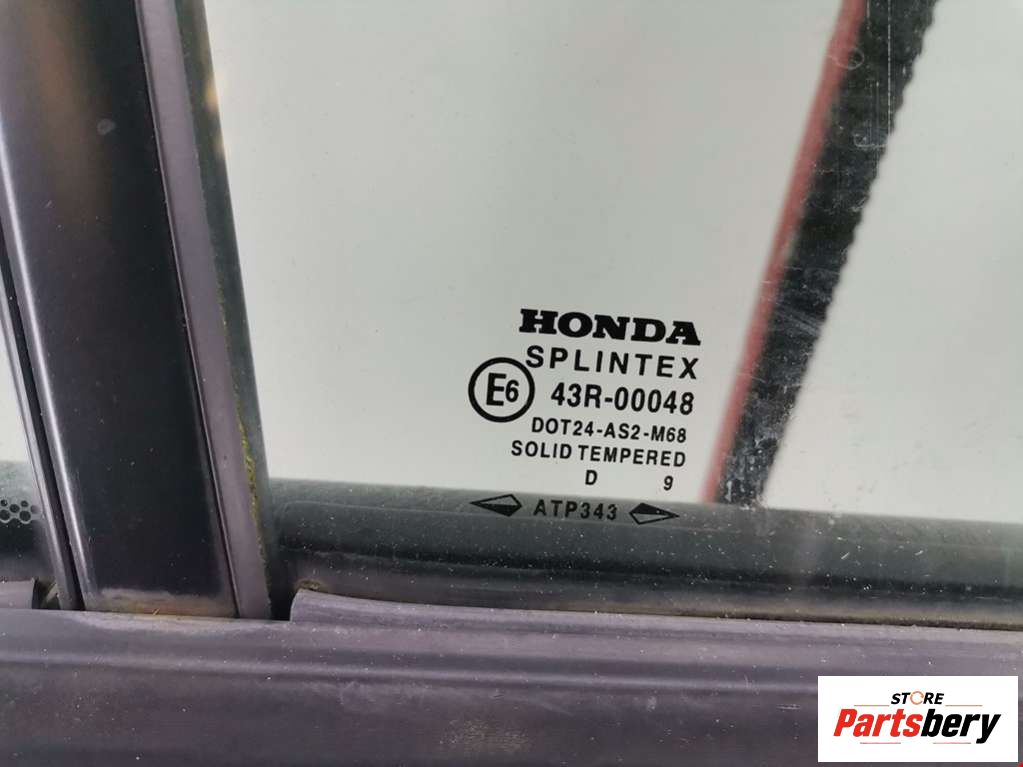 HONDA
SPLINTEX
E6 43R-00048
DOT24-AS2-M68
SOLID TEMPERED
D 9
ATP343
STORE
Partsbery